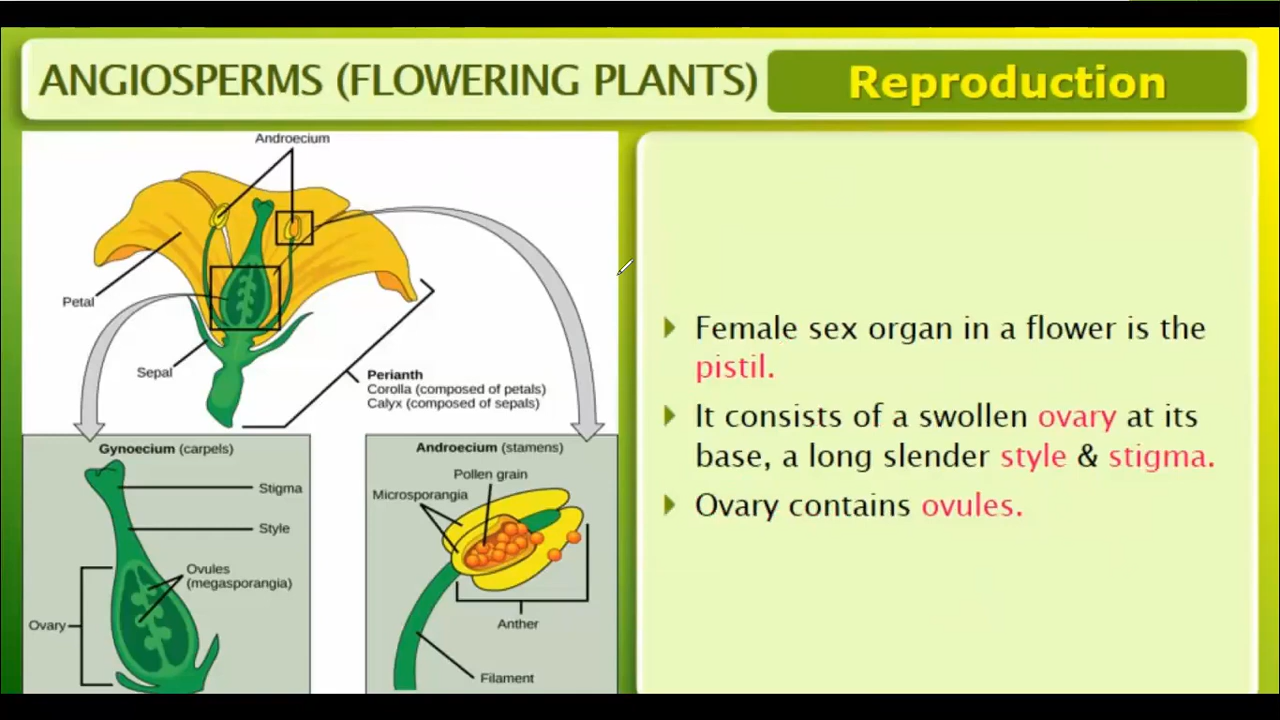 ANGIOSPERMS (FLOWERING PLANTS)
Reproduction
Androecium
Petal
Sepal
Perianth
Corolla (composed of petals)
Calyx (composed of sepals)
Gynoecium (carpels)
Stigma
Style
Ovules
(megasporangia)
Ovary
Androecium (stamens)
Pollen grain
Microsporangia
Anther
Filament
Female sex organ in a flower is the
pistil.
It consists of a swollen ovary at its
base, a long slender style & stigma.
Ovary contains ovules.